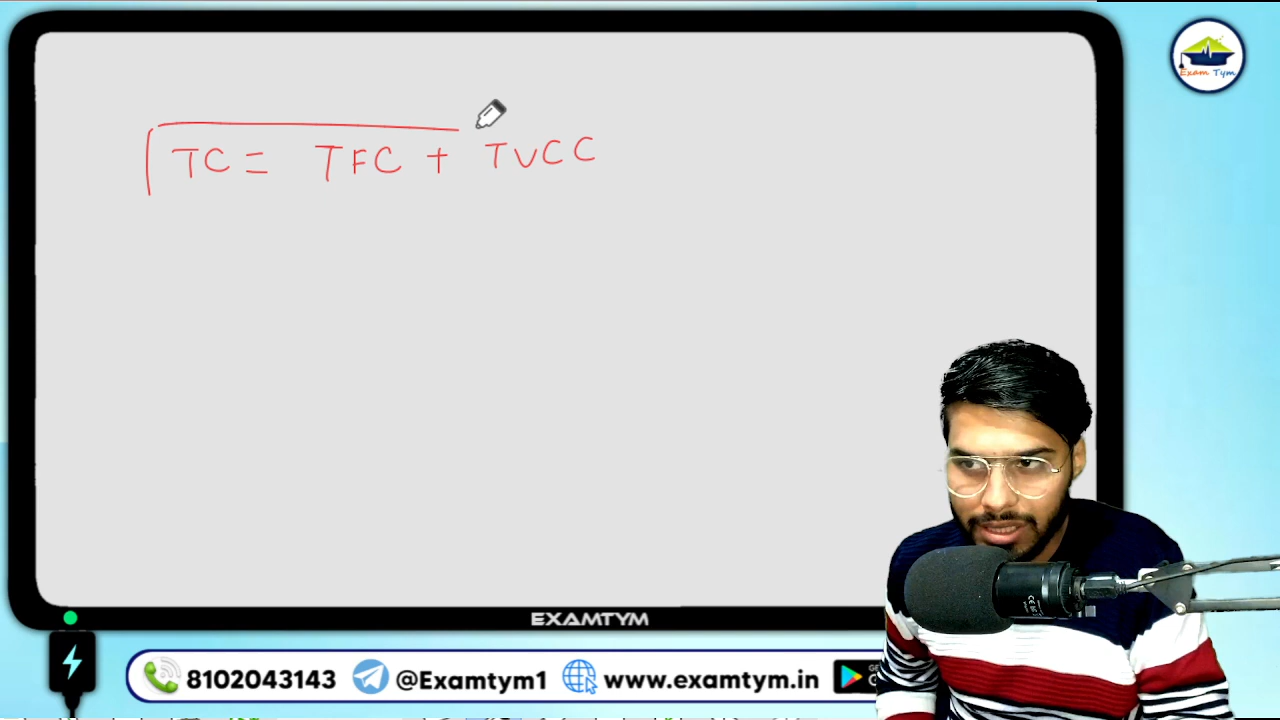 Exam Tym
TC = TFC + TVCC
EXAMTYM
8102043143
@Examtym1
www.examtym.in